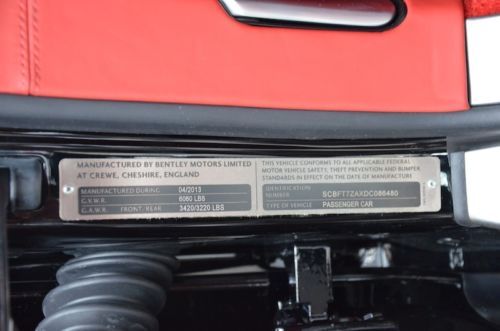 MANUFACTURED BY BENTLEY MOTORS LIMITED
AT CREWE, CHESHIRE, ENGLAND
MANUFACTURED DURING 04/2013
G.V.W.R. 6060 LBS
G.A.W.R. FRONT/REAR 3420/3220 LBS
THIS VEHICLE CONFORMS TO ALL APPLICABLE FEDERAL
MOTOR VEHICLE SAFETY, THEFT PREVENTION AND BUMPER
STANDARDS IN EFFECT ON THE DATE OF MANUFACTURE
IDENTIFICATION
NUMBER SCBFT7ZAXDC086480
TYPE OF VEHICLE PASSENGER CAR